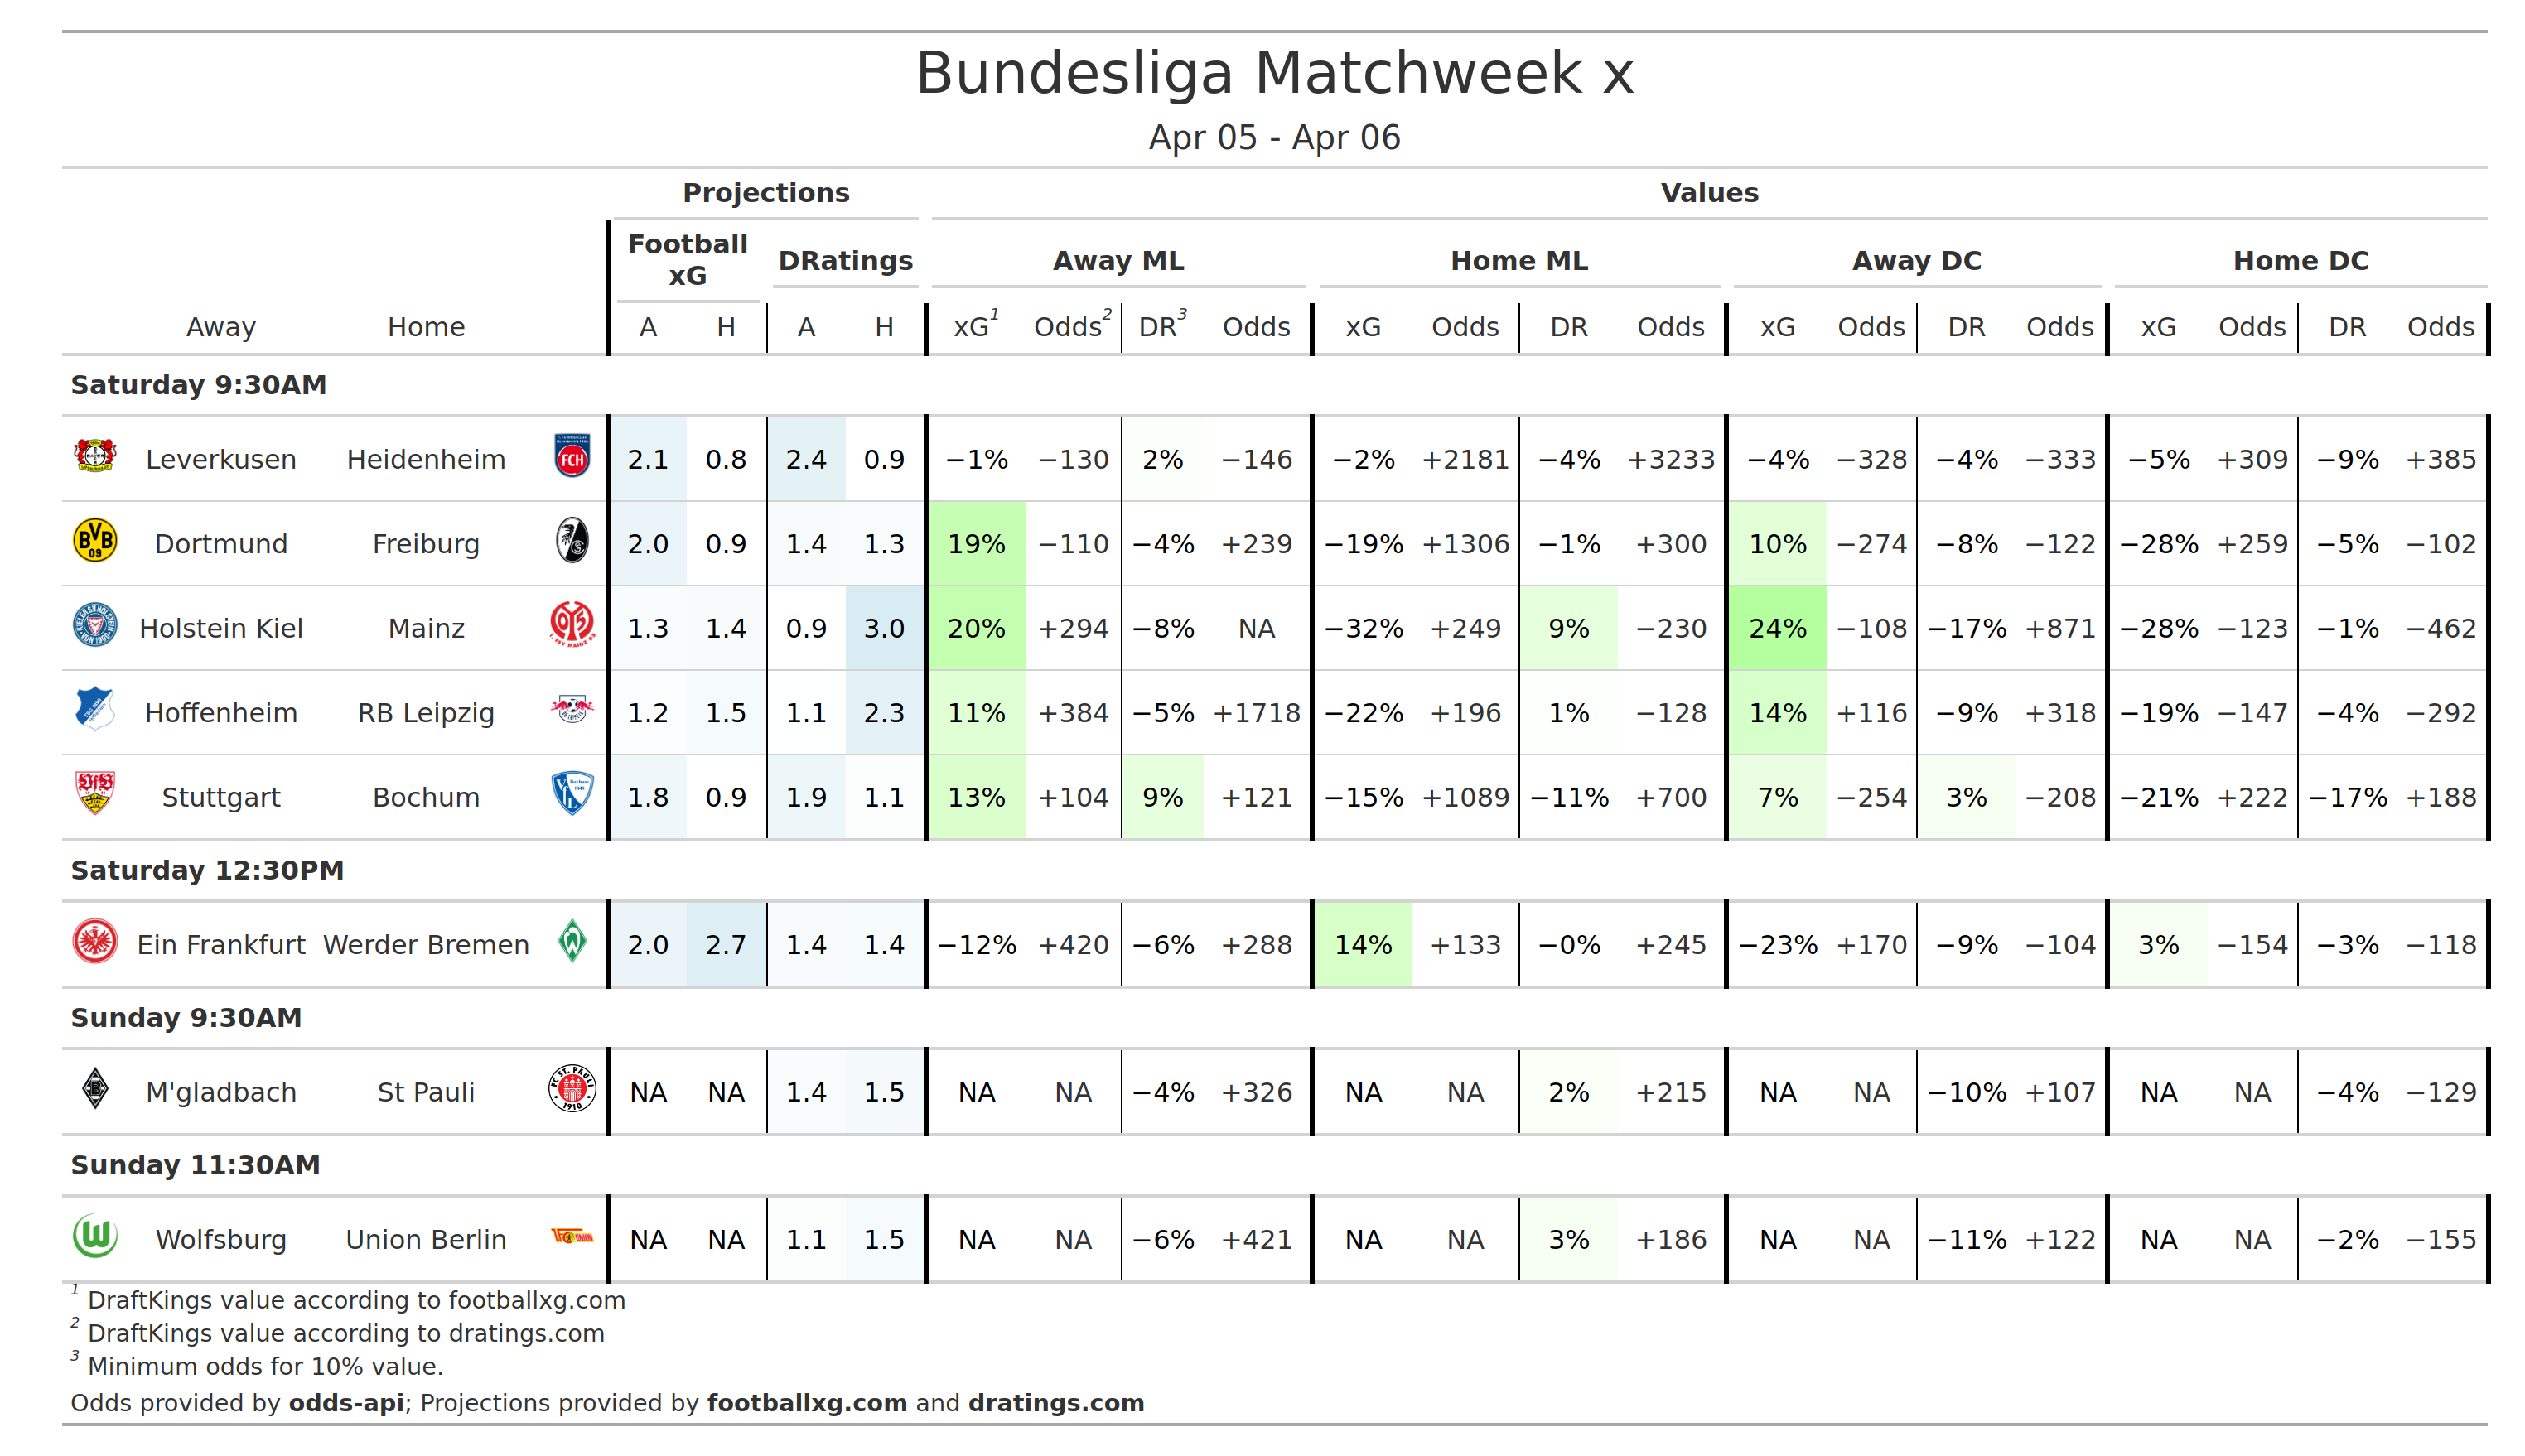 Bundesliga Matchweek x
Apr 05 - Apr 06
Projections Values
Football xG DRatings Away ML Home ML Away DC Home DC
Away Home A H A H xG1 Odds2 DR3 Odds xG Odds DR Odds xG Odds DR Odds xG Odds DR Odds
Saturday 9:30AM
Leverkusen Heidenheim FCH 2.1 0.8 2.4 0.9 −1% −130 2% −146 −2% +2181 −4% +3233 −4% −328 −4% −333 −5% +309 −9% +385
BVB 09 Dortmund Freiburg 2.0 0.9 1.4 1.3 19% −110 −4% +239 −19% +1306 −1% +300 10% −274 −8% −122 −28% +259 −5% −102
Holstein Kiel Mainz 1.3 1.4 0.9 3.0 20% +294 −8% NA −32% +249 9% −230 24% −108 −17% +871 −28% −123 −1% −462
Hoffenheim RB Leipzig 1.2 1.5 1.1 2.3 11% +384 −5% +1718 −22% +196 1% −128 14% +116 −9% +318 −19% −147 −4% −292
Stuttgart Bochum 1.8 0.9 1.9 1.1 13% +104 9% +121 −15% +1089 −11% +700 7% −254 3% −208 −21% +222 −17% +188
Saturday 12:30PM
Ein Frankfurt Werder Bremen 2.0 2.7 1.4 1.4 −12% +420 −6% +288 14% +133 −0% +245 −23% +170 −9% −104 3% −154 −3% −118
Sunday 9:30AM
M'gladbach St Pauli FC ST. PAULI 1910 NA NA 1.4 1.5 NA NA −4% +326 NA NA 2% +215 NA NA −10% +107 NA NA −4% −129
Sunday 11:30AM
Wolfsburg Union Berlin NA NA 1.1 1.5 NA NA −6% +421 NA NA 3% +186 NA NA −11% +122 NA NA −2% −155
1 DraftKings value according to footballxg.com
2 DraftKings value according to dratings.com
3 Minimum odds for 10% value.
Odds provided by odds-api; Projections provided by footballxg.com and dratings.com